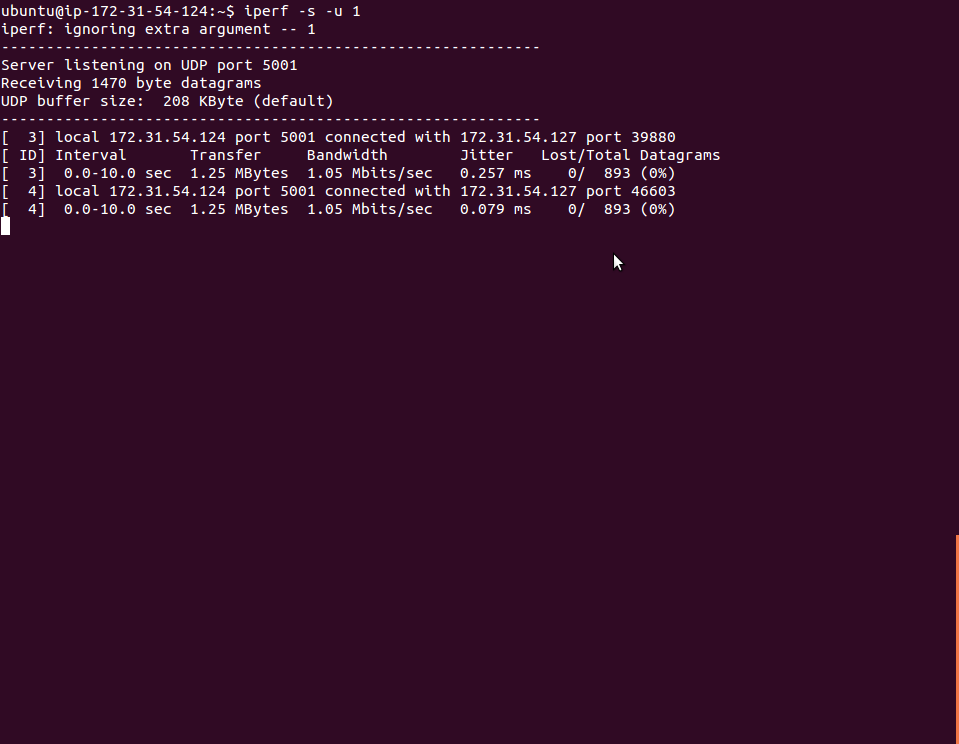 ubuntu@ip-172-31-54-124:~$ iperf -s -u 1
iperf: ignoring extra argument -- 1
------------------------------------------------------------
Server listening on UDP port 5001
Receiving 1470 byte datagrams
UDP buffer size:  208 KByte (default)
------------------------------------------------------------
[  3] local 172.31.54.124 port 5001 connected with 172.31.54.127 port 39880
[ ID] Interval       Transfer     Bandwidth        Jitter   Lost/Total Datagrams
[  3]  0.0-10.0 sec  1.25 MBytes  1.05 Mbits/sec   0.257 ms    0/  893 (0%)
[  4] local 172.31.54.124 port 5001 connected with 172.31.54.127 port 46603
[  4]  0.0-10.0 sec  1.25 MBytes  1.05 Mbits/sec   0.079 ms    0/  893 (0%)